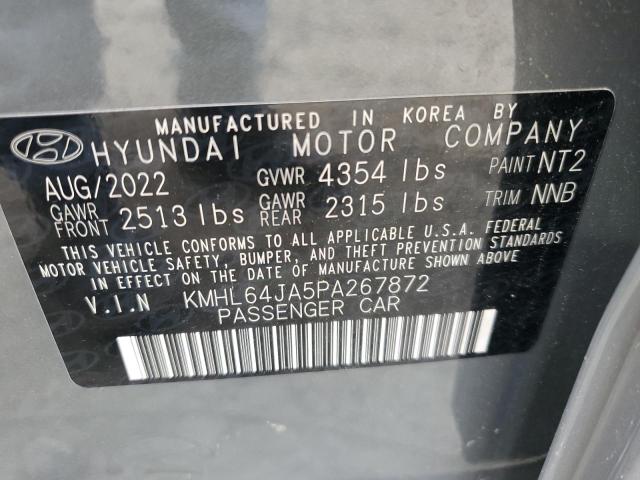 MANUFACTURED IN KOREA BY
HYUNDAI MOTOR COMPANY
AUG/2022 GVWR 4354 lbs PAINT NT2
GAWR FRONT 2513 lbs GAWR REAR 2315 lbs TRIM NNB
THIS VEHICLE CONFORMS TO ALL APPLICABLE U.S.A. FEDERAL
MOTOR VEHICLE SAFETY, BUMPER, AND THEFT PREVENTION STANDARDS
IN EFFECT ON THE DATE OF MANUFACTURE SHOWN ABOVE.
V.I.N KMHL64JA5PA267872
PASSENGER CAR